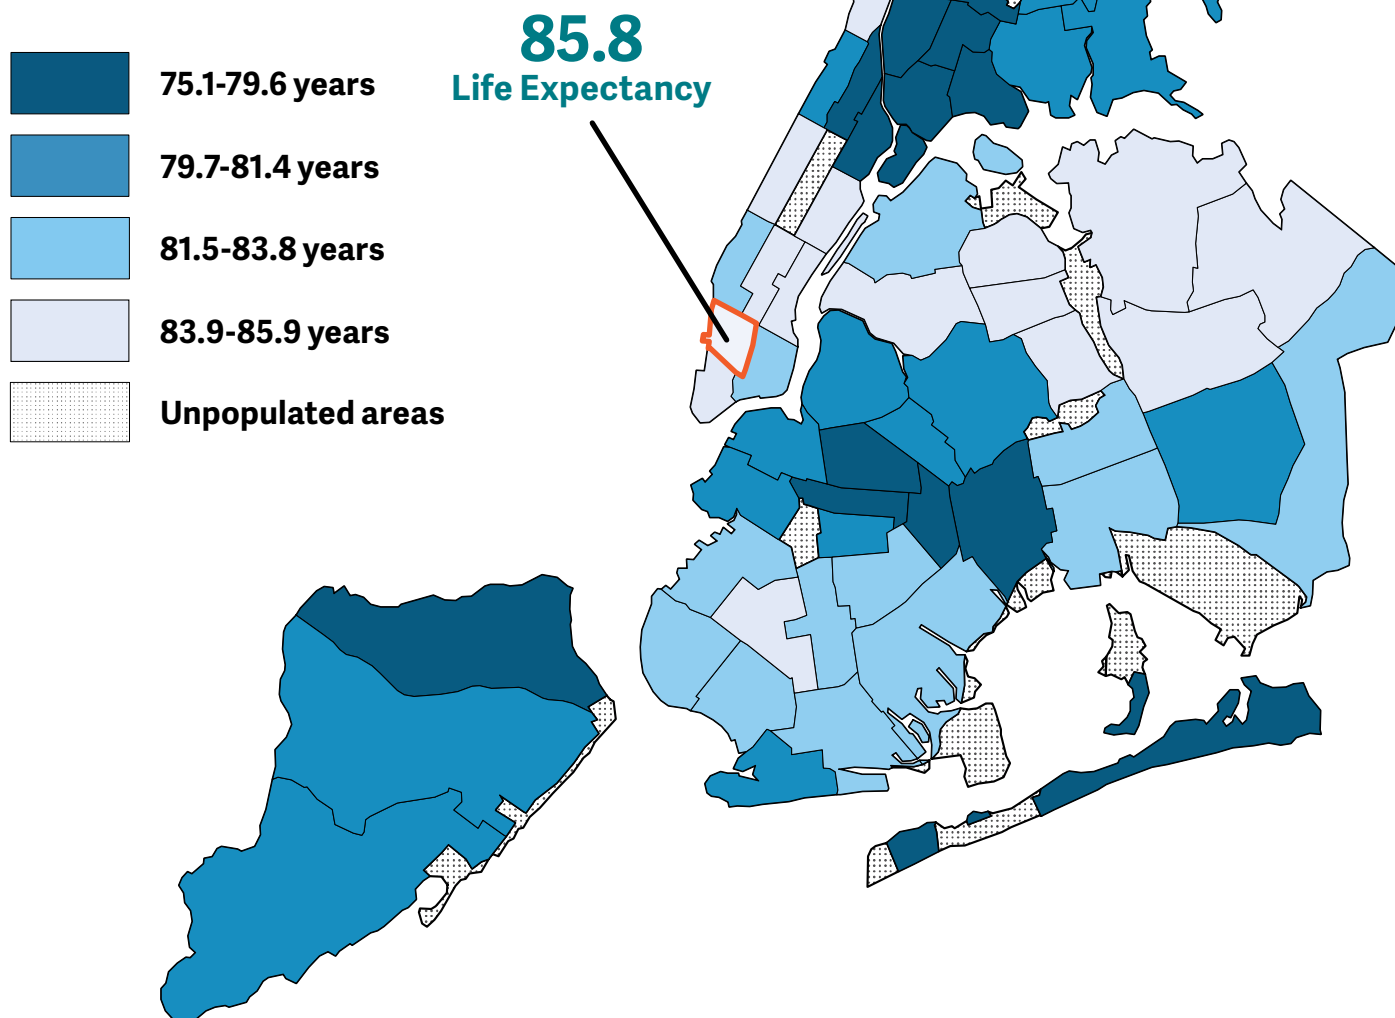 85.8
Life Expectancy
75.1-79.6 years
79.7-81.4 years
81.5-83.8 years
83.9-85.9 years
Unpopulated areas